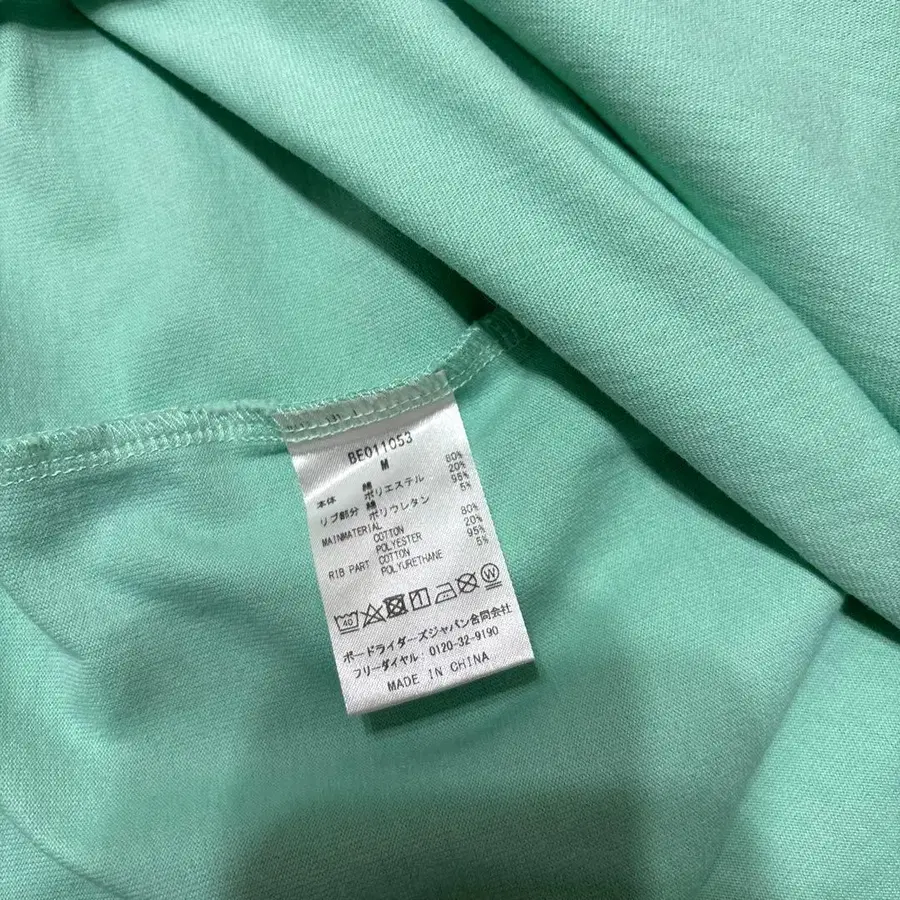 BE011053
M
本体 綿 80%
ポリエステル 20%
リブ部分 綿 95%
ポリウレタン 5%
MAINMATERIAL COTTON 80%
POLYESTER 20%
RIB PART COTTON 95%
POLYURETHANE 5%
40 W
ボードライダーズジャパン合同会社
フリーダイヤル: 0120-32-9190
MADE IN CHINA